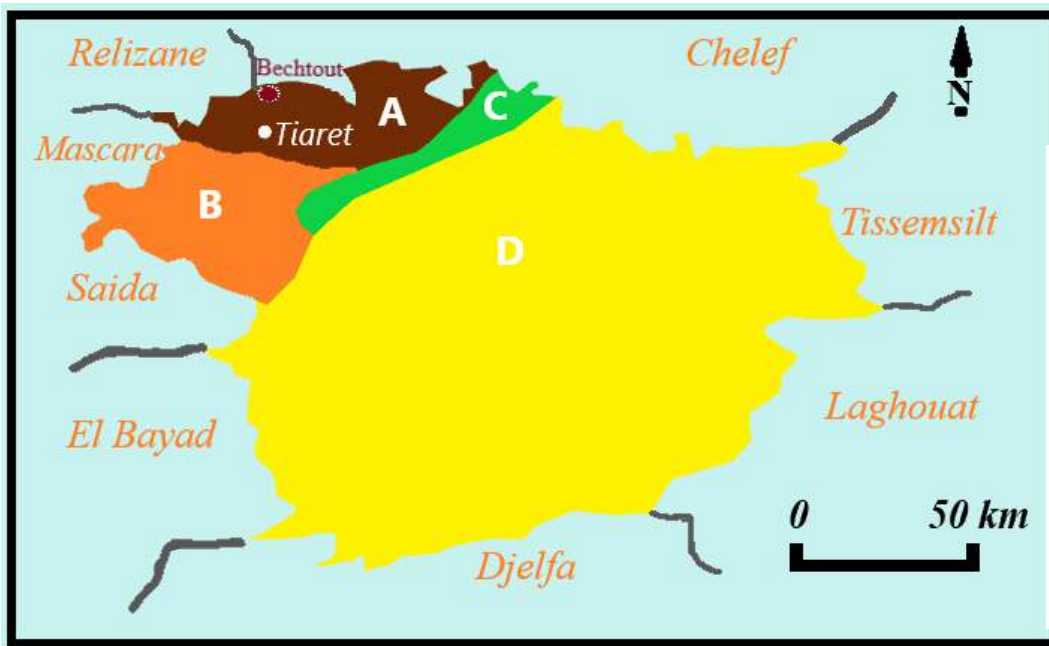 Relizane
Chelef
Bechtout
N
A
C
Tiaret
Mascara
B
Tissemsilt
D
Saida
Laghouat
El Bayad
0 50 km
Djelfa